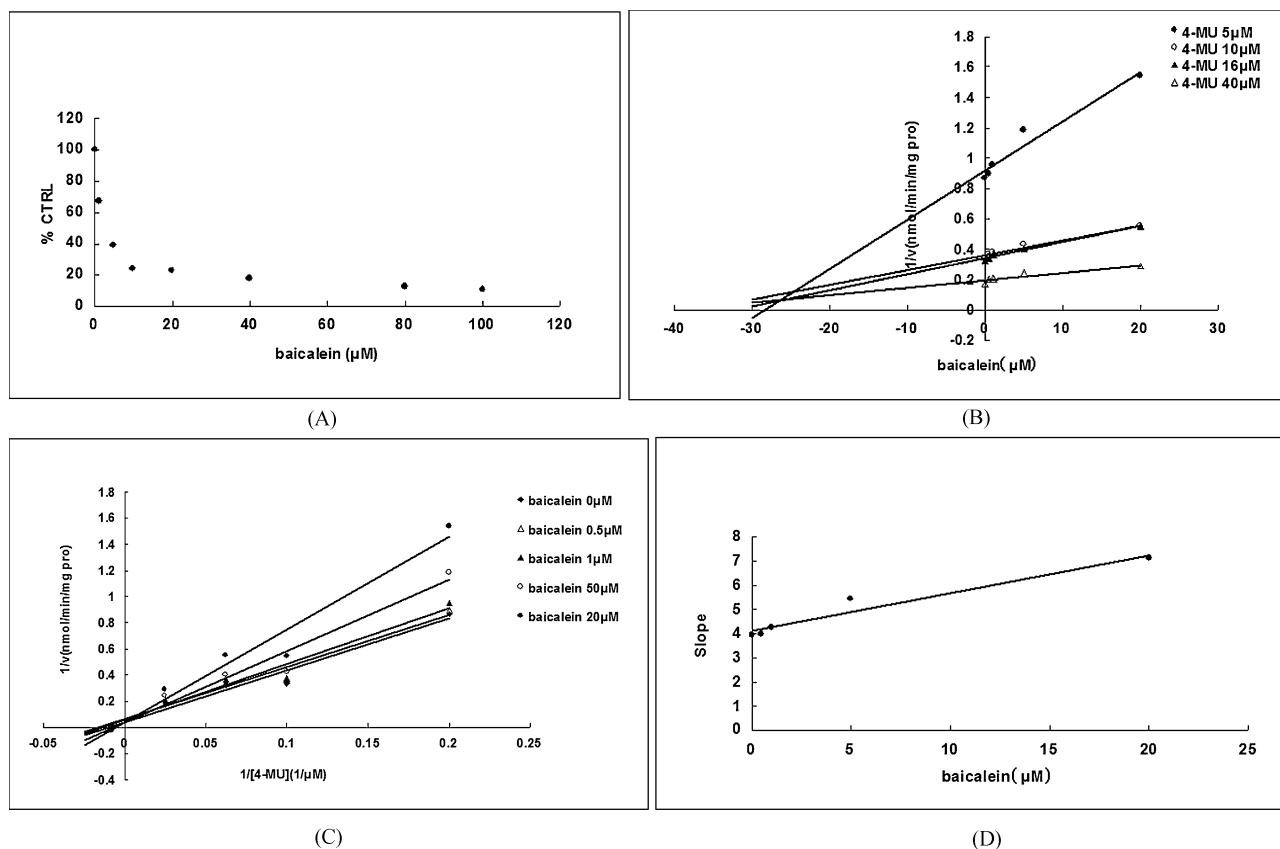 120
100
80
60
40
20
0
% CTRL
0 20 40 60 80 100 120
baicalein (µM)
(A)
1.8
1.6
1.4
1.2
1
0.8
0.6
0.4
0.2
0
-0.2
1/v(nmol/min/mg pro)
-40 -30 -20 -10 0 10 20 30
baicalein( µM)
4-MU 5µM
4-MU 10µM
4-MU 16µM
4-MU 40µM
(B)
1.8
1.6
1.4
1.2
1.0
0.8
0.6
0.4
0.2
-0.2
-0.4
1/v(nmol/min/mg pro)
-0.05 0 0.05 0.1 0.15 0.2 0.25
1/[4-MU](1/µM)
baicalein 0µM
baicalein 0.5µM
baicalein 1µM
baicalein 50µM
baicalein 20µM
(C)
8
7
6
5
4
3
2
1
0
Slope
0 5 10 15 20 25
baicalein( µM)
(D)